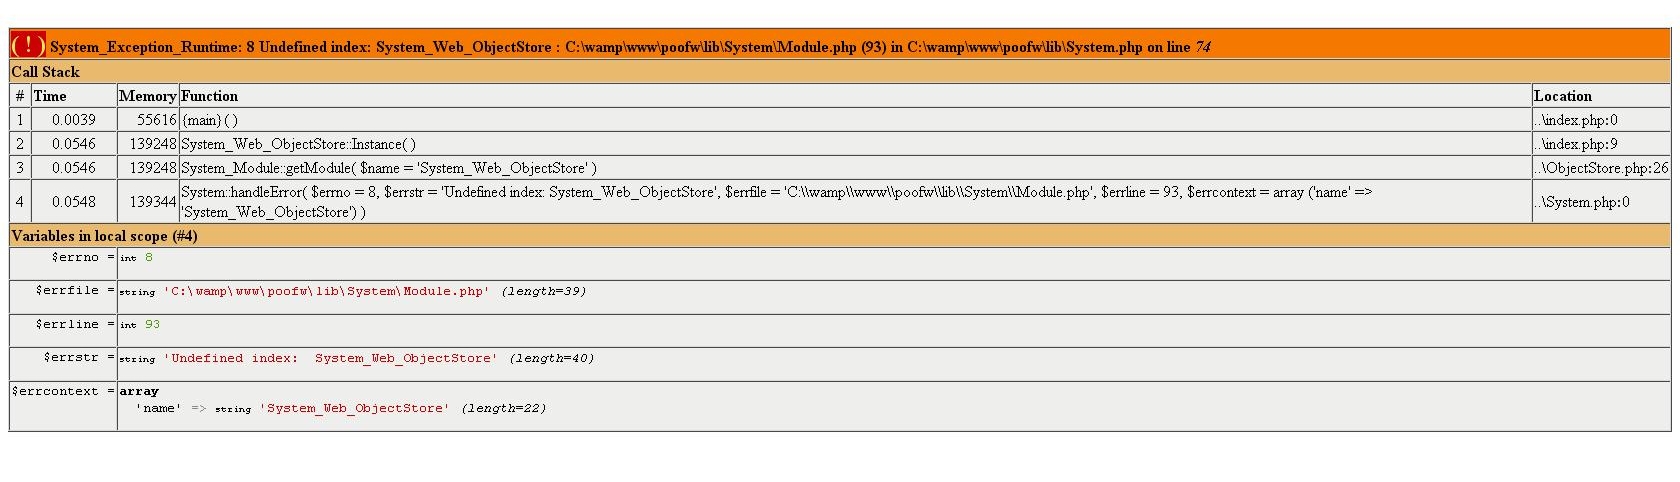 ( ! ) System_Exception_Runtime: 8 Undefined index: System_Web_ObjectStore : C:\wamp\www\poofw\lib\System\Module.php (93) in C:\wamp\www\poofw\lib\System.php on line 74
Call Stack
# Time Memory Function Location
1 0.0039 55616 {main}( ) ..\index.php:0
2 0.0546 139248 System_Web_ObjectStore::Instance( ) ..\index.php:9
3 0.0546 139248 System_Module::getModule( $name = 'System_Web_ObjectStore' ) ..\ObjectStore.php:26
4 0.0548 139344 System::handleError( $errno = 8, $errstr = 'Undefined index: System_Web_ObjectStore', $errfile = 'C:\\wamp\\www\\poofw\\lib\\System\\Module.php', $errline = 93, $errcontext = array ('name' =>
'System_Web_ObjectStore') ) ..\System.php:0
Variables in local scope (#4)
$errno = int 8
$errfile = string 'C:\wamp\www\poofw\lib\System\Module.php' (length=39)
$errline = int 93
$errstr = string 'Undefined index:  System_Web_ObjectStore' (length=40)
$errcontext = array
'name' => string 'System_Web_ObjectStore' (length=22)